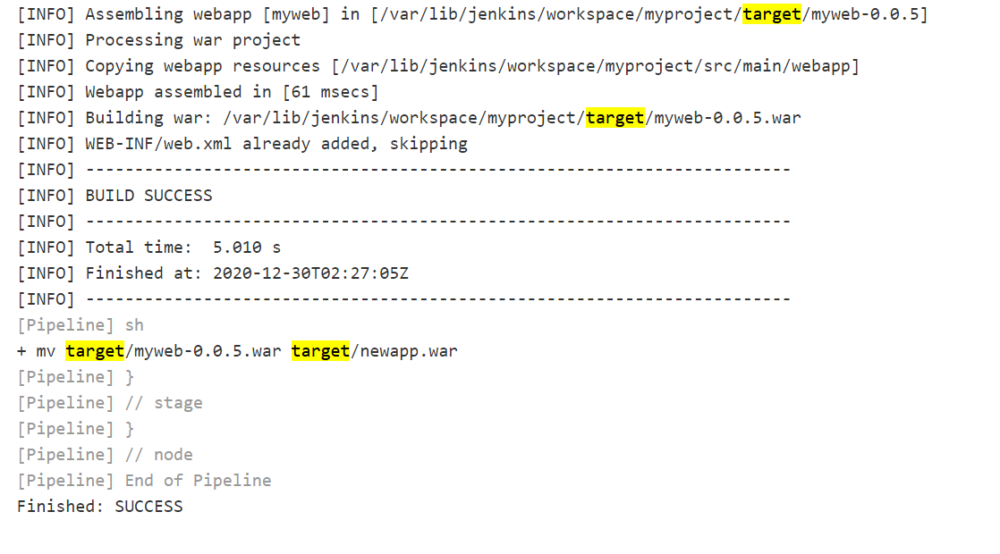 [INFO] Assembling webapp [myweb] in [/var/lib/jenkins/workspace/myproject/target/myweb-0.0.5]
[INFO] Processing war project
[INFO] Copying webapp resources [/var/lib/jenkins/workspace/myproject/src/main/webapp]
[INFO] Webapp assembled in [61 msecs]
[INFO] Building war: /var/lib/jenkins/workspace/myproject/target/myweb-0.0.5.war
[INFO] WEB-INF/web.xml already added, skipping
[INFO] ------------------------------------------------------------------------
[INFO] BUILD SUCCESS
[INFO] ------------------------------------------------------------------------
[INFO] Total time:  5.010 s
[INFO] Finished at: 2020-12-30T02:27:05Z
[INFO] ------------------------------------------------------------------------
[Pipeline] sh
+ mv target/myweb-0.0.5.war target/newapp.war
[Pipeline] }
[Pipeline] // stage
[Pipeline] }
[Pipeline] // node
[Pipeline] End of Pipeline
Finished: SUCCESS